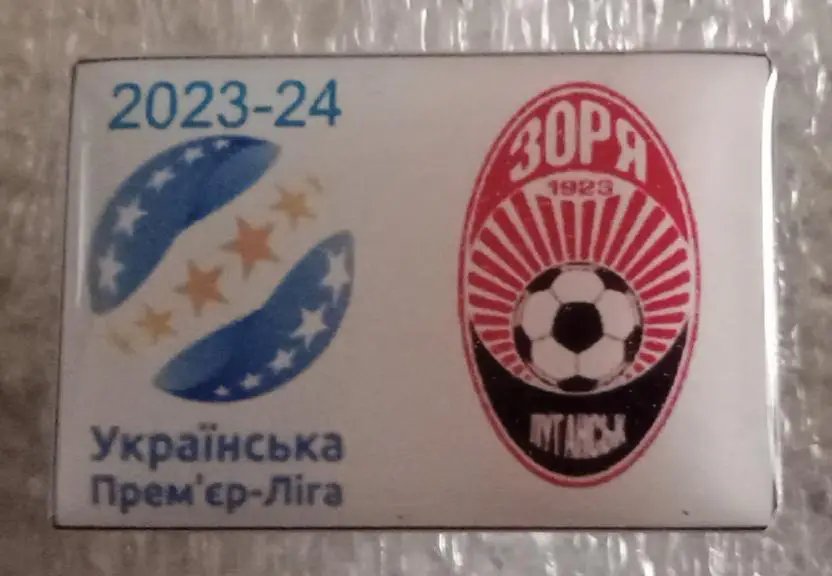 2023-24
Українська
Прем'єр-Ліга
ЗОРЯ
1923
ЛУГАНСЬК